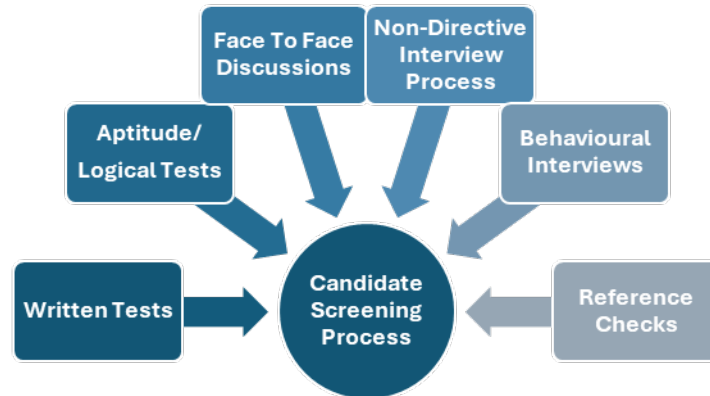 Written Tests
Aptitude/
Logical Tests
Face To Face
Discussions
Non-Directive
Interview
Process
Behavioural
Interviews
Reference
Checks
Candidate
Screening
Process